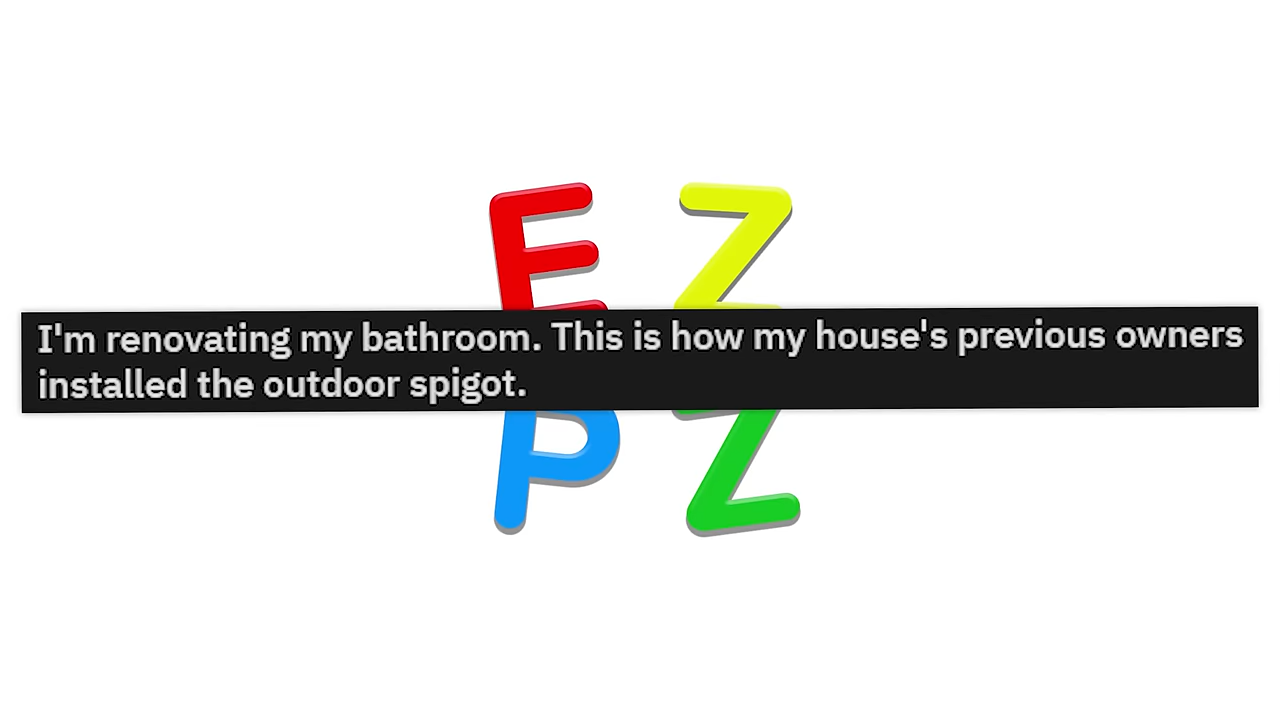 E Z
I'm renovating my bathroom. This is how my house's previous owners
installed the outdoor spigot.
P Z